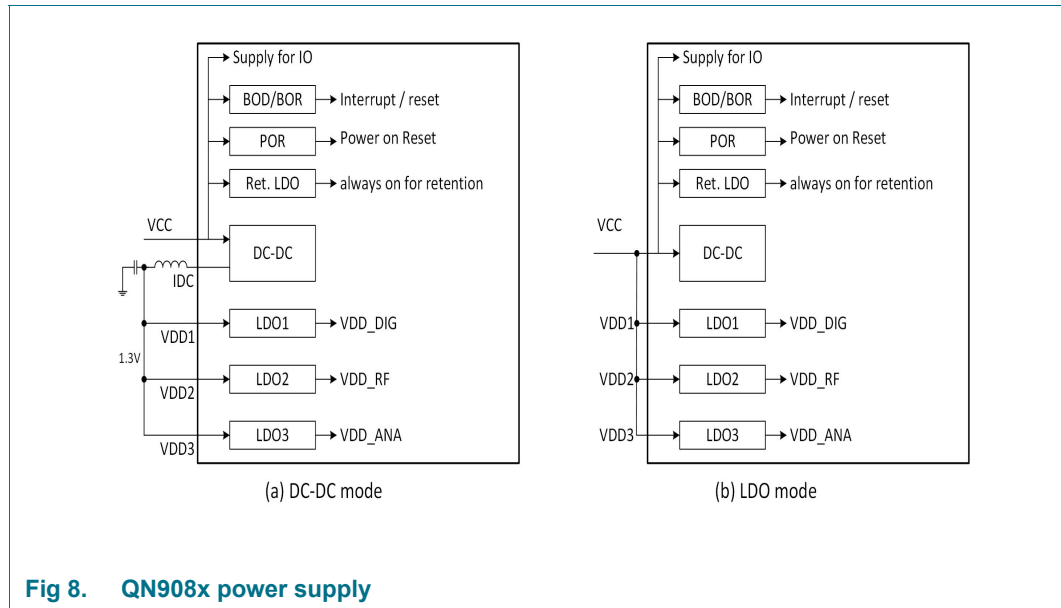 Supply for IO
BOD/BOR
Interrupt / reset
POR
Power on Reset
Ret. LDO
always on for retention
VCC
DC-DC
IDC
LDO1
VDD_DIG
VDD1
1.3V
LDO2
VDD_RF
VDD2
LDO3
VDD_ANA
VDD3
(a) DC-DC mode
Supply for IO
BOD/BOR
Interrupt / reset
POR
Power on Reset
Ret. LDO
always on for retention
VCC
DC-DC
VDD1
LDO1
VDD_DIG
VDD2
LDO2
VDD_RF
VDD3
LDO3
VDD_ANA
(b) LDO mode
Fig 8. QN908x power supply